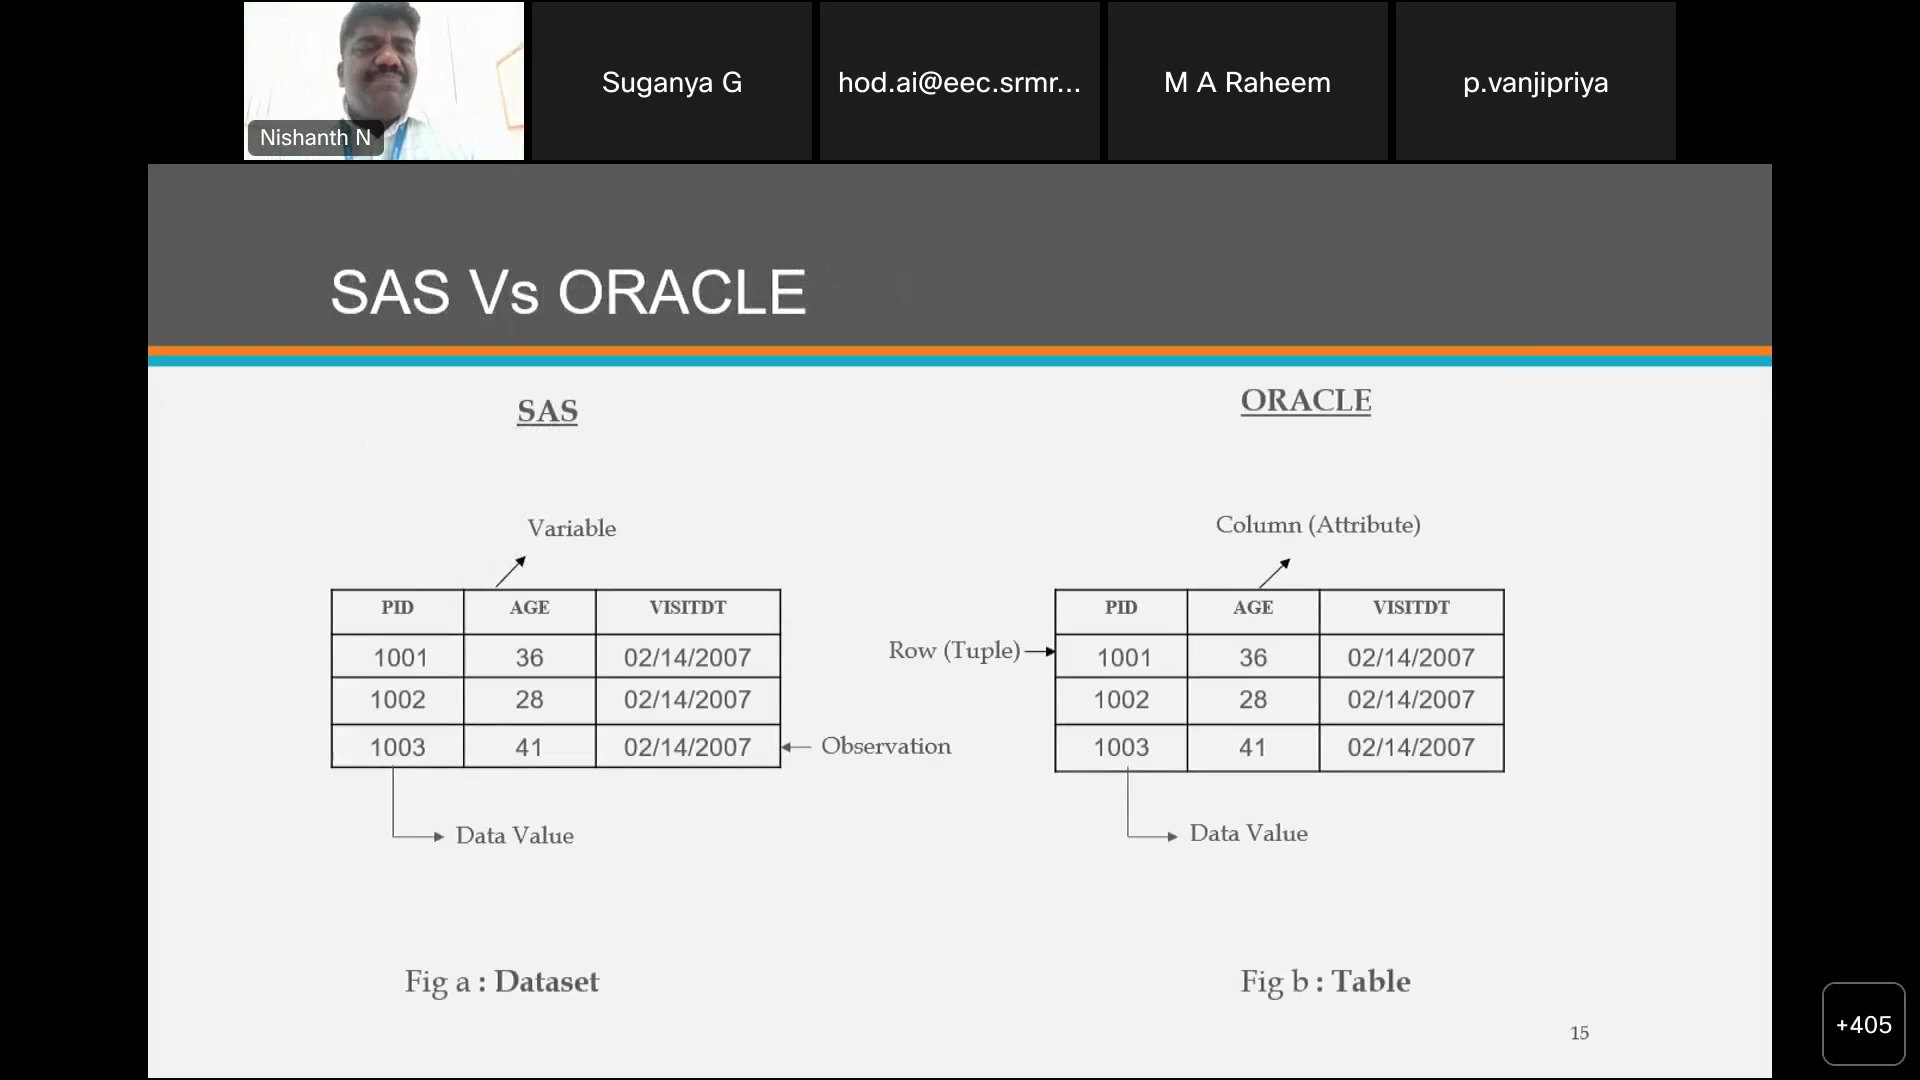 Nishanth N
Suganya G
hod.ai@eec.srmr...
M A Raheem
p.vanjipriya
SAS Vs ORACLE
SAS
Variable
PID AGE VISITDT
1001 36 02/14/2007
1002 28 02/14/2007
1003 41 02/14/2007
Observation
Data Value
Fig a : Dataset
ORACLE
Column (Attribute)
Row (Tuple)
PID AGE VISITDT
1001 36 02/14/2007
1002 28 02/14/2007
1003 41 02/14/2007
Data Value
Fig b : Table
15
+405